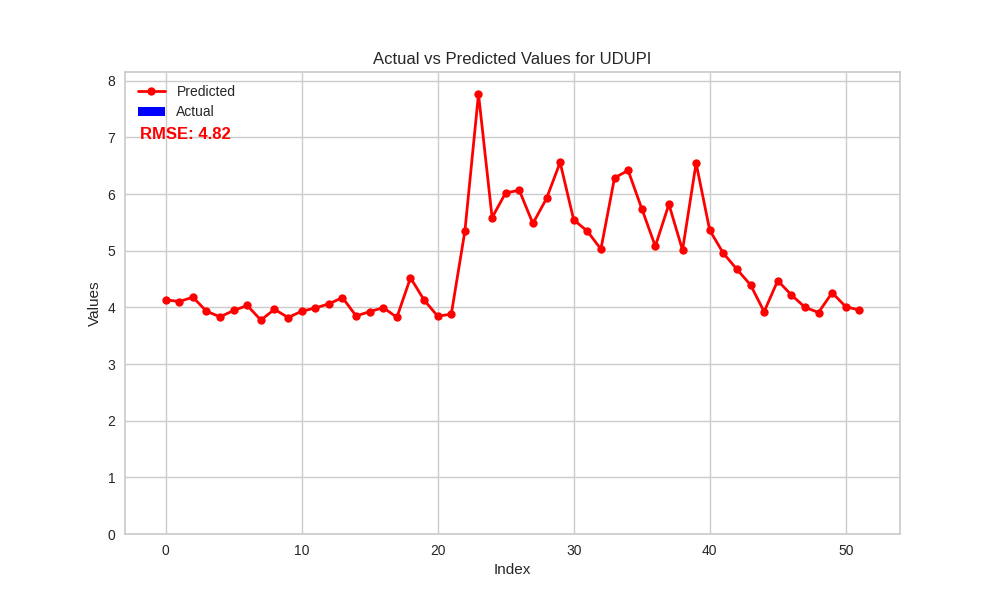 Actual vs Predicted Values for UDUPI
Predicted
Actual
RMSE: 4.82
8
7
6
5
4
3
2
1
0
Values
0 10 20 30 40 50
Index